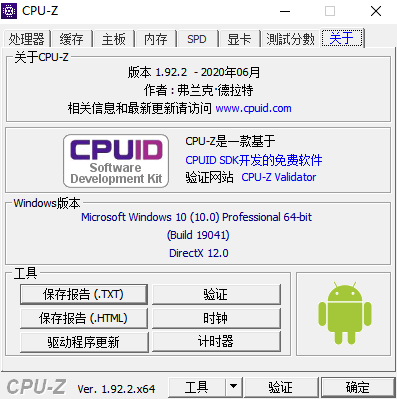 CPU-Z
处理器 缓存 主板 内存 SPD 显卡 測試分數 关于
关于CPU-Z
版本 1.92.2 - 2020年06月
作者 : 弗兰克·德拉特
相关信息和最新更新请访问 www.cpuid.com
CPUID
Software
Development Kit
CPU-Z是一款基于
CPUID SDK开发的免费软件
验证网站 CPU-Z Validator
Windows版本
Microsoft Windows 10 (10.0) Professional 64-bit
(Build 19041)
DirectX 12.0
工具
保存报告 (.TXT) 验证
保存报告 (.HTML) 时钟
驱动程序更新 计时器
CPU-Z Ver. 1.92.2.x64 工具 验证 确定